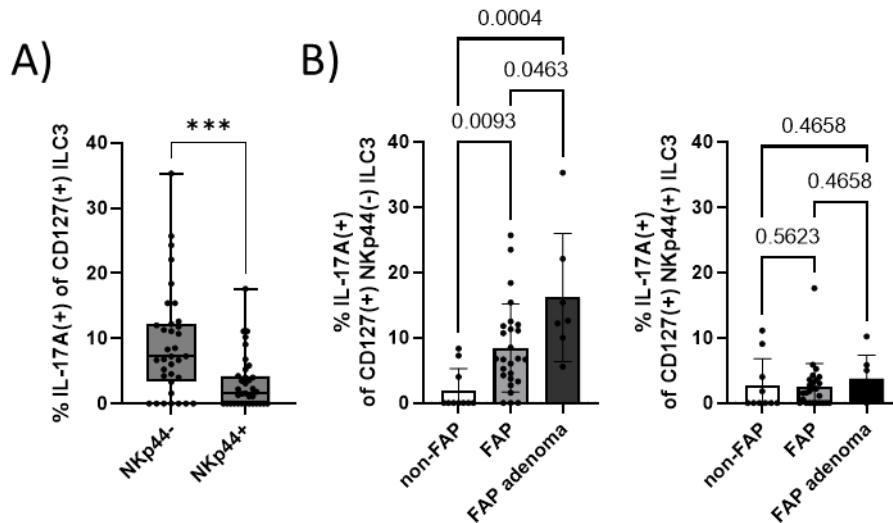 A)
% IL-17A(+) of CD127(+) ILC3
***
40
30
20
10
0
NKp44-
NKp44+
B)
% IL-17A(+)
of CD127(+) NKp44(-) ILC3
0.0004
0.0463
0.0093
40
30
20
10
0
non-FAP
FAP
FAP adenoma
% IL-17A(+)
of CD127(+) NKp44(+) ILC3
0.4658
0.4658
0.5623
40
30
20
10
0
non-FAP
FAP
FAP adenoma